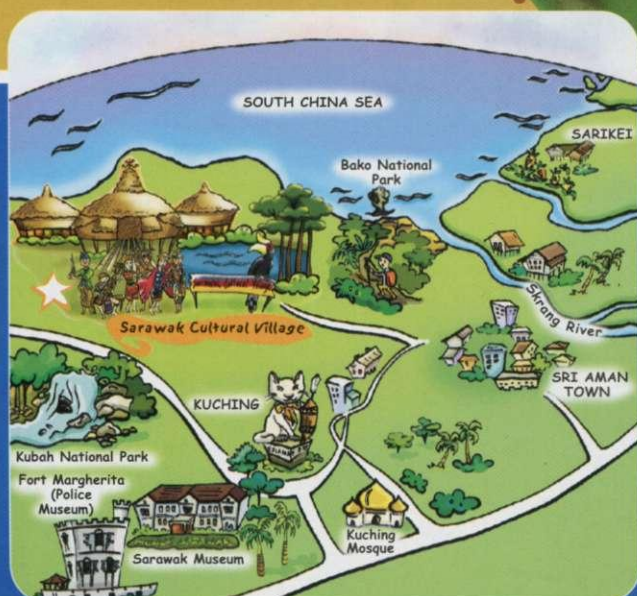 SOUTH CHINA SEA
SARIKEI
Bako National
Park
Skrang River
Sarawak Cultural Village
SRI AMAN
TOWN
KUCHING
Kubah National Park
Fort Margherita
(Police
Museum)
Sarawak Museum
Kuching
Mosque